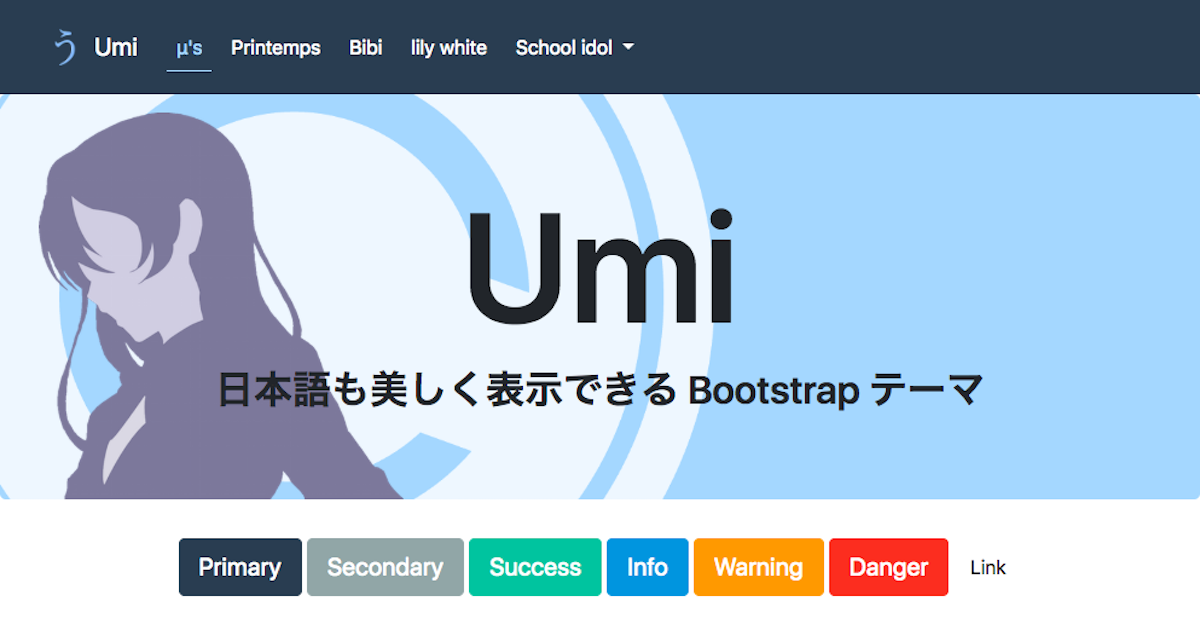 う Umi μ's Printemps Bibi lily white School idol
Umi
日本語も美しく表示できる Bootstrap テーマ
Primary Secondary Success Info Warning Danger Link